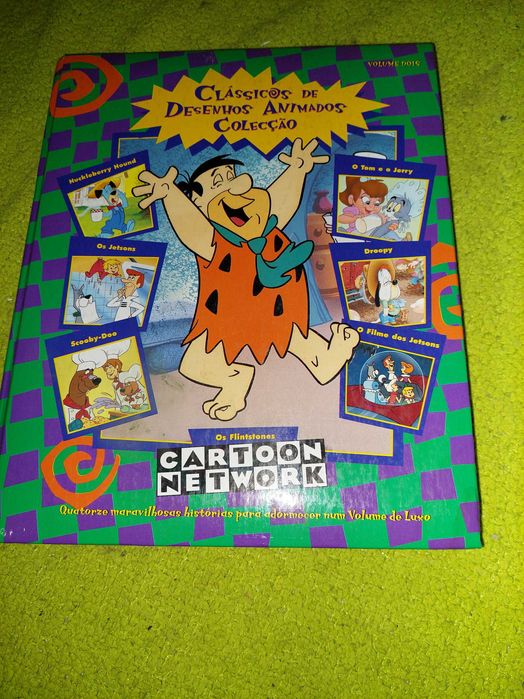 VOLUME DOIS
CLÁSSICOS DE
DESENHOS ANIMADOS
COLECÇÃO
Huckleberry Hound
O Tom e o Jerry
Os Jetsons
Droopy
Scooby-Doo
O Filme dos Jetsons
Os Flintstones
CARTOON
NETWORK
Quatorze maravilhosas histórias para adormecer num Volume de Luxo